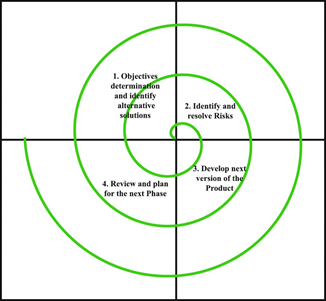 1. Objectives
determination
and identify
alternative
solutions
2. Identify and
resolve Risks
3. Develop next
version of the
Product
4. Review and plan
for the next Phase